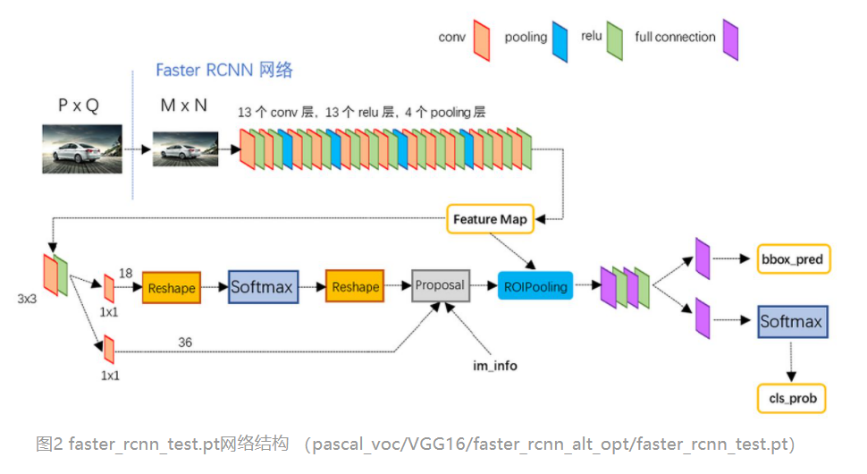 conv
pooling
relu
full connection
Faster RCNN 网络
P x Q
M x N
13 个 conv 层，13 个 relu 层，4 个 pooling 层
Feature Map
3x3
1x1
18
Reshape
Softmax
Reshape
Proposal
ROIPooling
bbox_pred
1x1
36
im_info
Softmax
cls_prob
图2 faster_rcnn_test.pt网络结构 （pascal_voc/VGG16/faster_rcnn_alt_opt/faster_rcnn_test.pt）